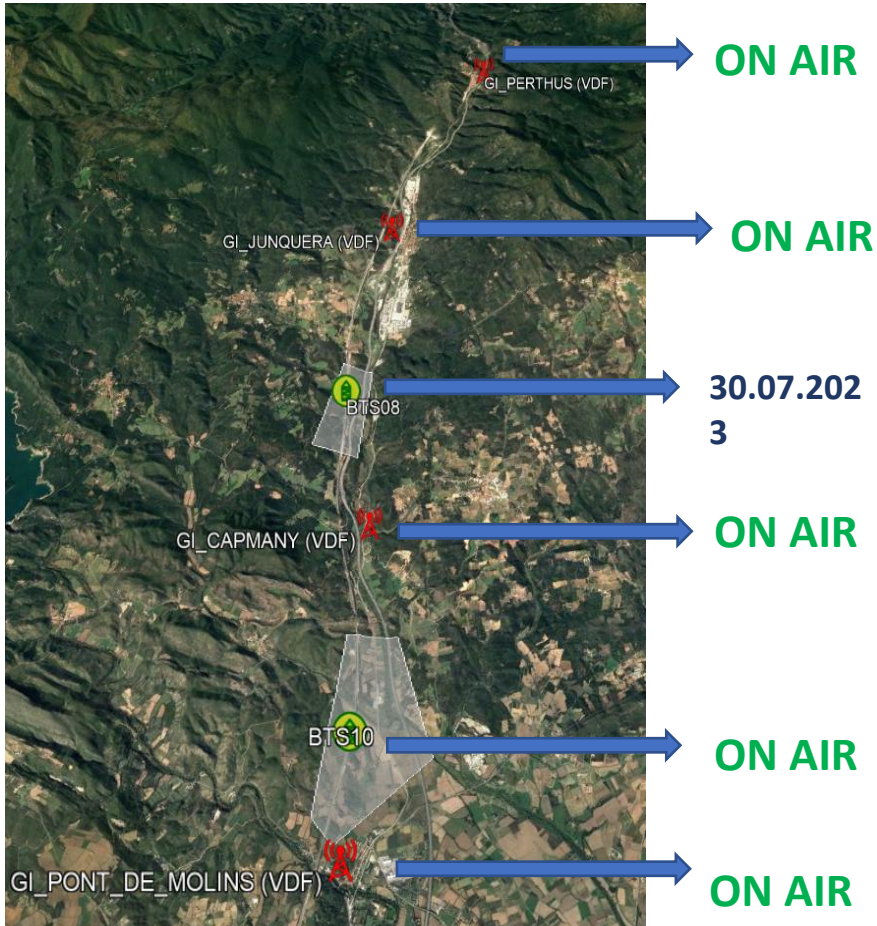 ON AIR
GI_PERTHUS (VDF)
GI_JUNQUERA (VDF)
ON AIR
30.07.202
3
BTS08
GI_CAPMANY (VDF)
ON AIR
BTS10
ON AIR
GI_PONT_DE_MOLINS (VDF)
ON AIR